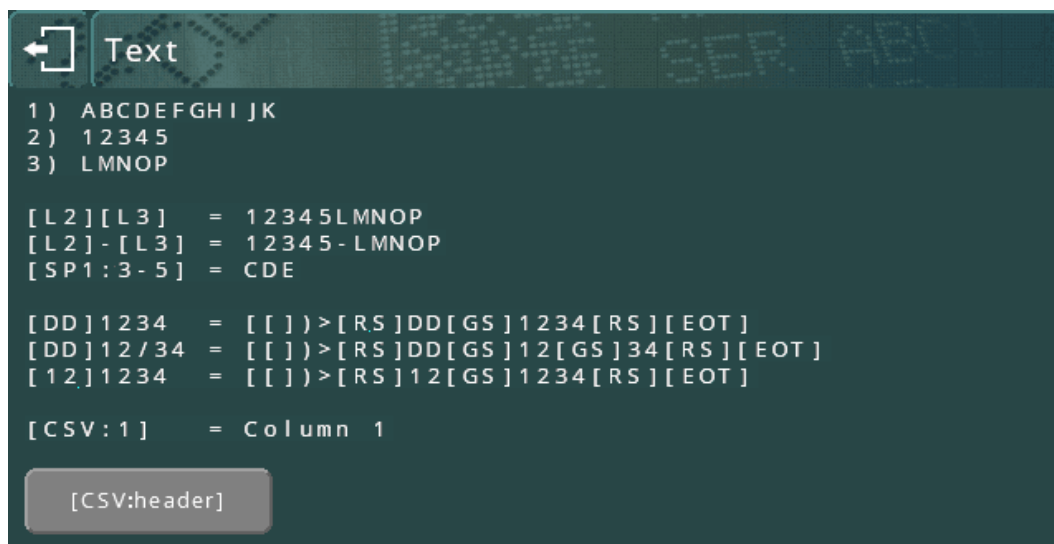 Text
SER ABC
1) ABCDEFGHIJK
2) 12345
3) LMNOP
[L2][L3] = 12345LMNOP
[L2]-[L3] = 12345-LMNOP
[SP1:3-5] = CDE
[DD]1234 = [[])>[RS]DD[GS]1234[RS][EOT]
[DD]12/34 = [[])>[RS]DD[GS]12[GS]34[RS][EOT]
[12]1234 = [[])>[RS]12[GS]1234[RS][EOT]
[CSV:1] = Column 1
[CSV:header]